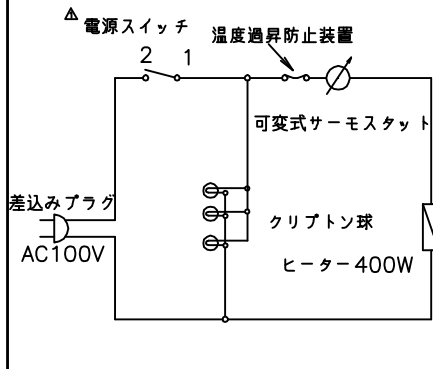 電源スイッチ
温度過昇防止装置
2 1
可変式サーモスタット
差込みプラグ
クリプトン球
AC100V
ヒーター400W